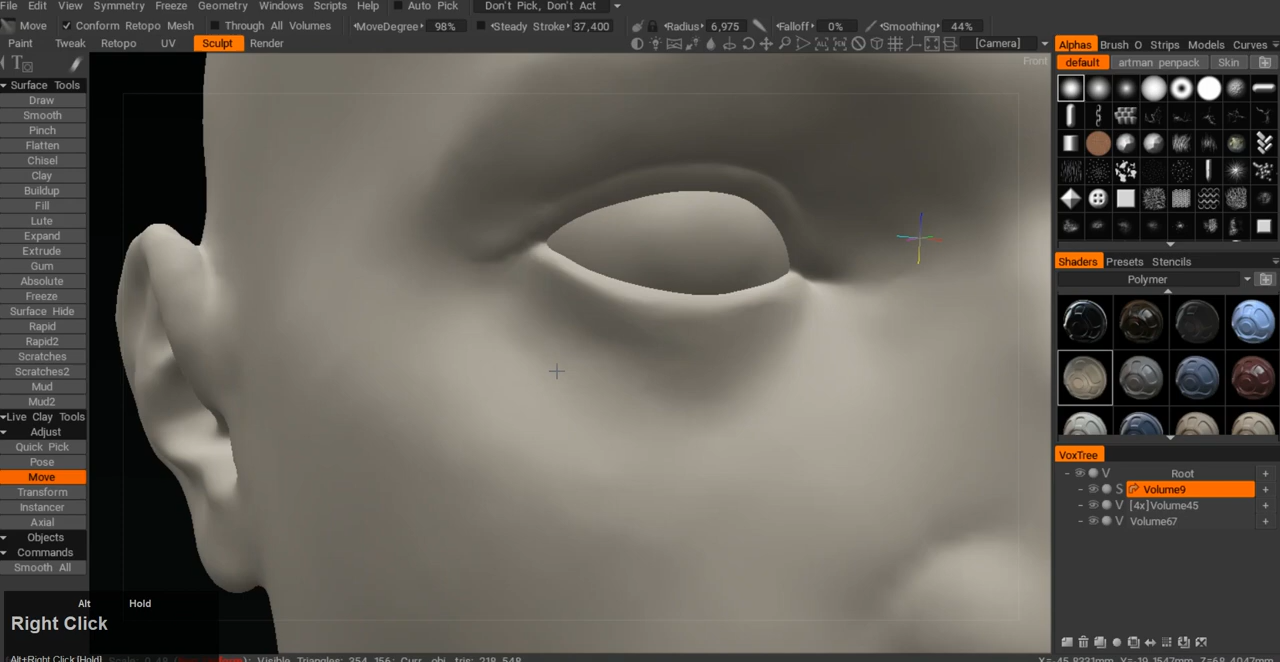 File Edit View Symmetry Freeze Geometry Windows Scripts Help Auto Pick Don't Pick, Don't Act
Move Conform Retopo Mesh Through All Volumes MoveDegree 98% Steady Stroke 37,400 Radius 6,975 Falloff 0% Smoothing 44%
Paint Tweak Retopo UV Sculpt Render [Camera]
Alphas Brush O Strips Models Curves
default artman penpack Skin
Front
Surface Tools
Draw
Smooth
Pinch
Flatten
Chisel
Clay
Buildup
Fill
Lute
Expand
Extrude
Gum
Absolute
Freeze
Surface Hide
Rapid
Rapid2
Scratches
Scratches2
Mud
Mud2
Live Clay Tools
Adjust
Quick Pick
Pose
Move
Transform
Instancer
Axial
Objects
Commands
Smooth All
Shaders Presets Stencils
Polymer
VoxTree
V Root +
S Volume9 +
V [4x]Volume45 +
V Volume67 +
Alt Hold
Right Click
Alt+Right Click [Hold]